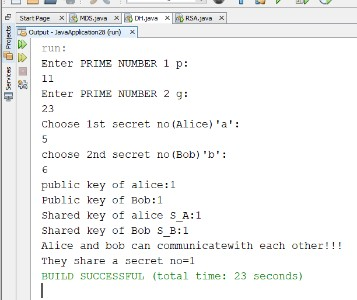 Start Page MD5.java DH.java RSA.java
Output - JavaApplication28 (run)
Projects
Services
run:
Enter PRIME NUMBER 1 p:
11
Enter PRIME NUMBER 2 g:
23
Choose 1st secret no(Alice)'a':
5
choose 2nd secret no(Bob)'b':
6
public key of alice:1
Public key of Bob:1
Shared key of alice S_A:1
Shared key of Bob S_B:1
Alice and bob can communicatewith each other!!!
They share a secret no=1
BUILD SUCCESSFUL (total time: 23 seconds)